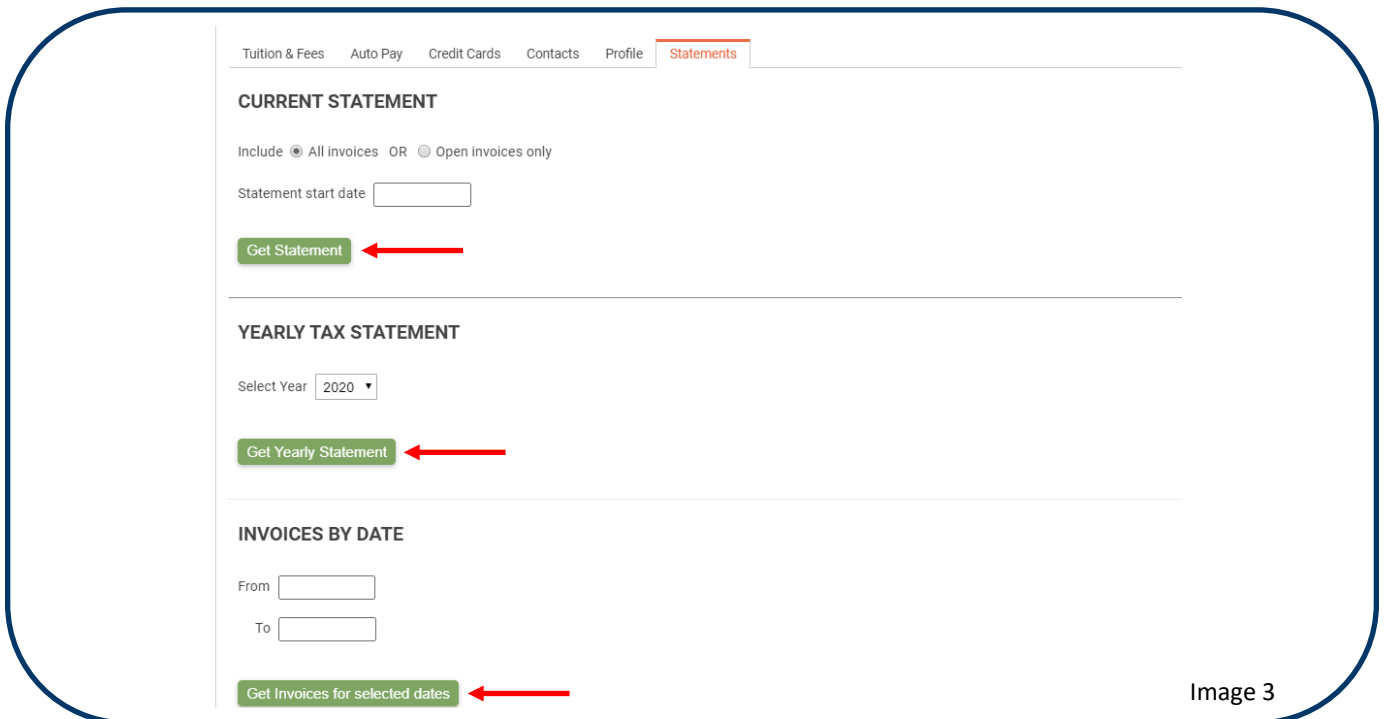 Tuition & Fees Auto Pay Credit Cards Contacts Profile Statements
CURRENT STATEMENT
Include All invoices OR Open invoices only
Statement start date
Get Statement
YEARLY TAX STATEMENT
Select Year 2020
Get Yearly Statement
INVOICES BY DATE
From
To
Get Invoices for selected dates
Image 3